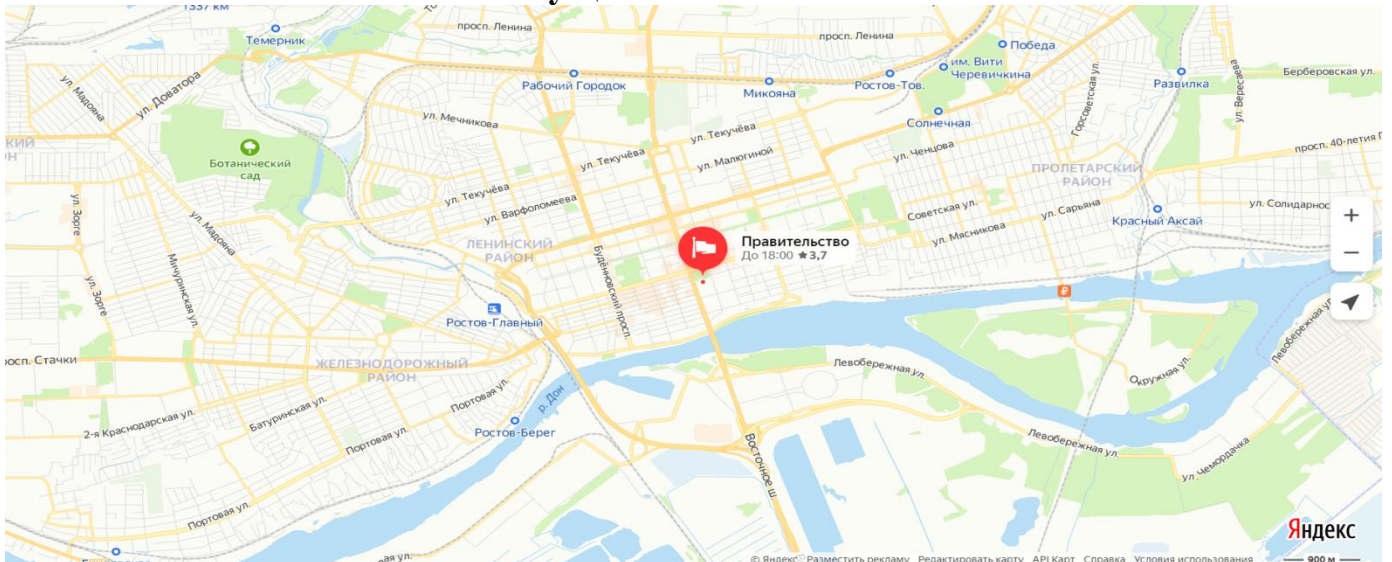 1337 км
просп. Ленина
просп. Ленина
Темерник
Победа
им. Вити
Черевичкина
ул. Мадояна
ул. Доватора
Рабочий Городок
Микояна
Ростов-Тов.
Развилка
Берберовская ул.
ул. Вересаева
Горсоветская ул.
ул. Мечникова
Солнечная
ул. Текучёва
ул. Текучёва
ул. Малюгиной
ул. Ченцова
просп. 40-летия
Ботанический
сад
ПРОЛЕТАРСКИЙ
РАЙОН
ул. Текучёва
ул. Варфоломеева
Советская ул.
ул. Сарьяна
ул. Солидарнос
Красный Аксай
ул. Зорге
ул. Мадояна
ЛЕНИНСКИЙ
РАЙОН
Правительство
До 18:00 ★ 3,7
ул. Мясникова
Будённовский просп.
Мичуринская ул.
ул. Зорге
Ростов-Главный
осп. Стачки
ЖЕЛЕЗНОДОРОЖНЫЙ
РАЙОН
Левобережная ул.
Левобережная ул.
Окружная ул.
Портовая ул.
р. Дон
Батуринская ул.
2-я Краснодарская ул.
Портовая ул.
Ростов-Берег
Восточное ш.
Левобережная ул.
ул. Чемордачка
Портовая ул.
Яндекс
© Яндекс Разместить рекламу Редактировать карту API Карт Справка Условия использования
900 м